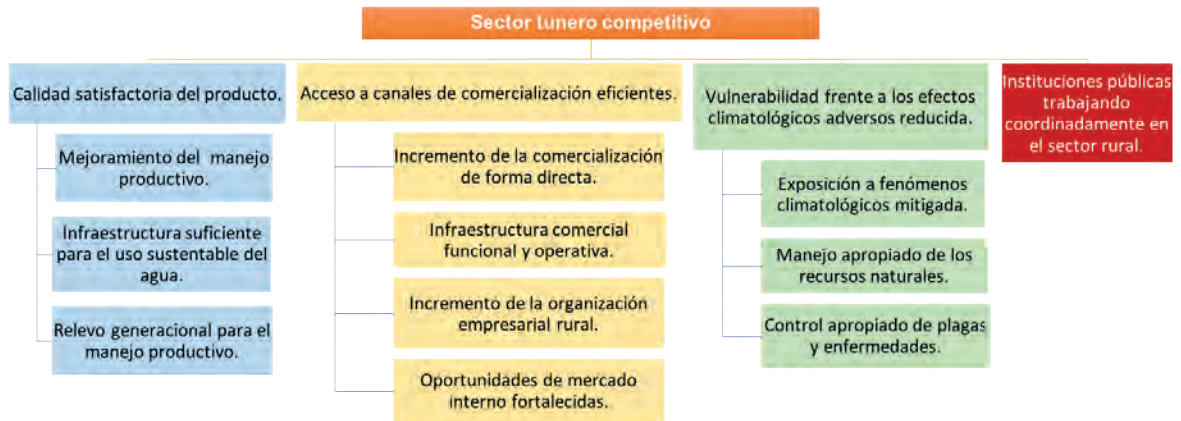 Sector tunero competitivo
Calidad satisfactoria del producto.
Mejoramiento del manejo
productivo.
Infraestructura suficiente
para el uso sustentable del
agua.
Relevo generacional para el
manejo productivo.
Acceso a canales de comercialización eficientes.
Incremento de la comercialización
de forma directa.
Infraestructura comercial
funcional y operativa.
Incremento de la organización
empresarial rural.
Oportunidades de mercado
interno fortalecidas.
Vulnerabilidad frente a los efectos
climatológicos adversos reducida.
Exposición a fenómenos
climatológicos mitigada.
Manejo apropiado de los
recursos naturales.
Control apropiado de plagas
y enfermedades.
Instituciones públicas
trabajando
coordinadamente en
el sector rural.